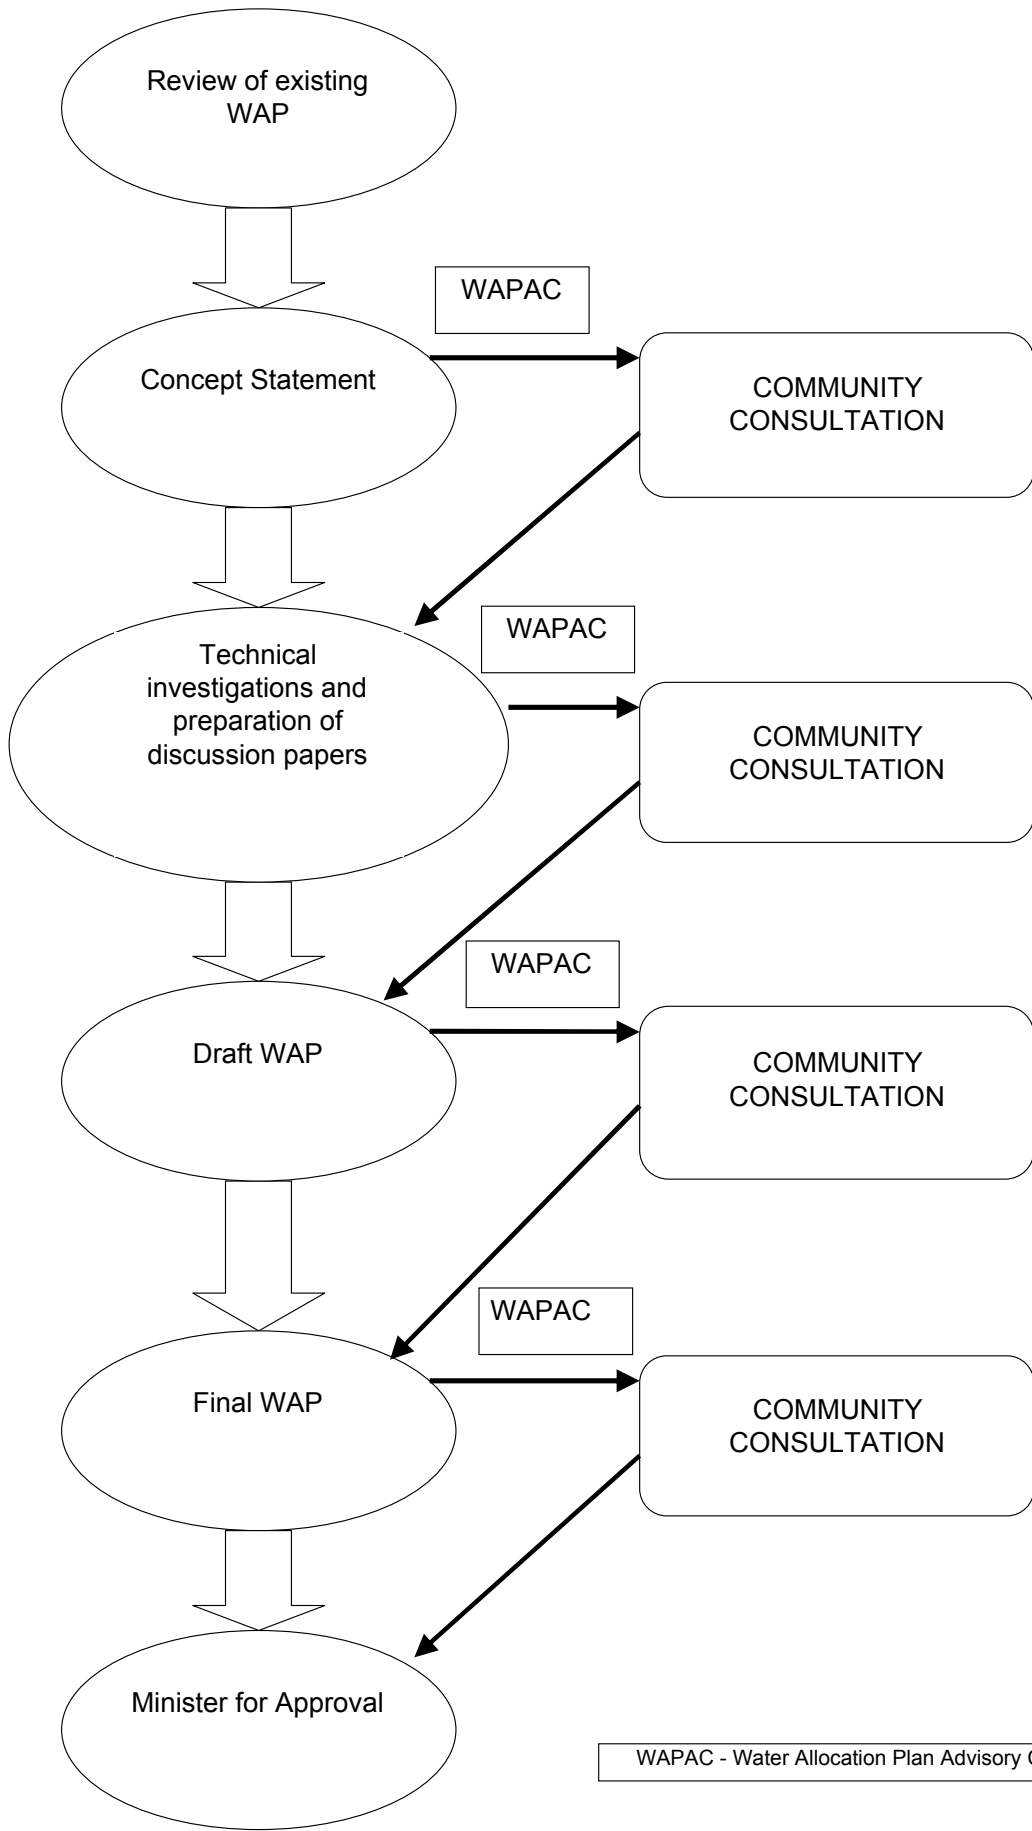 Review of existing
WAP
WAPAC
Concept Statement
COMMUNITY
CONSULTATION
WAPAC
Technical
investigations and
preparation of
discussion papers
COMMUNITY
CONSULTATION
WAPAC
Draft WAP
COMMUNITY
CONSULTATION
WAPAC
Final WAP
COMMUNITY
CONSULTATION
Minister for Approval
WAPAC - Water Allocation Plan Advisory